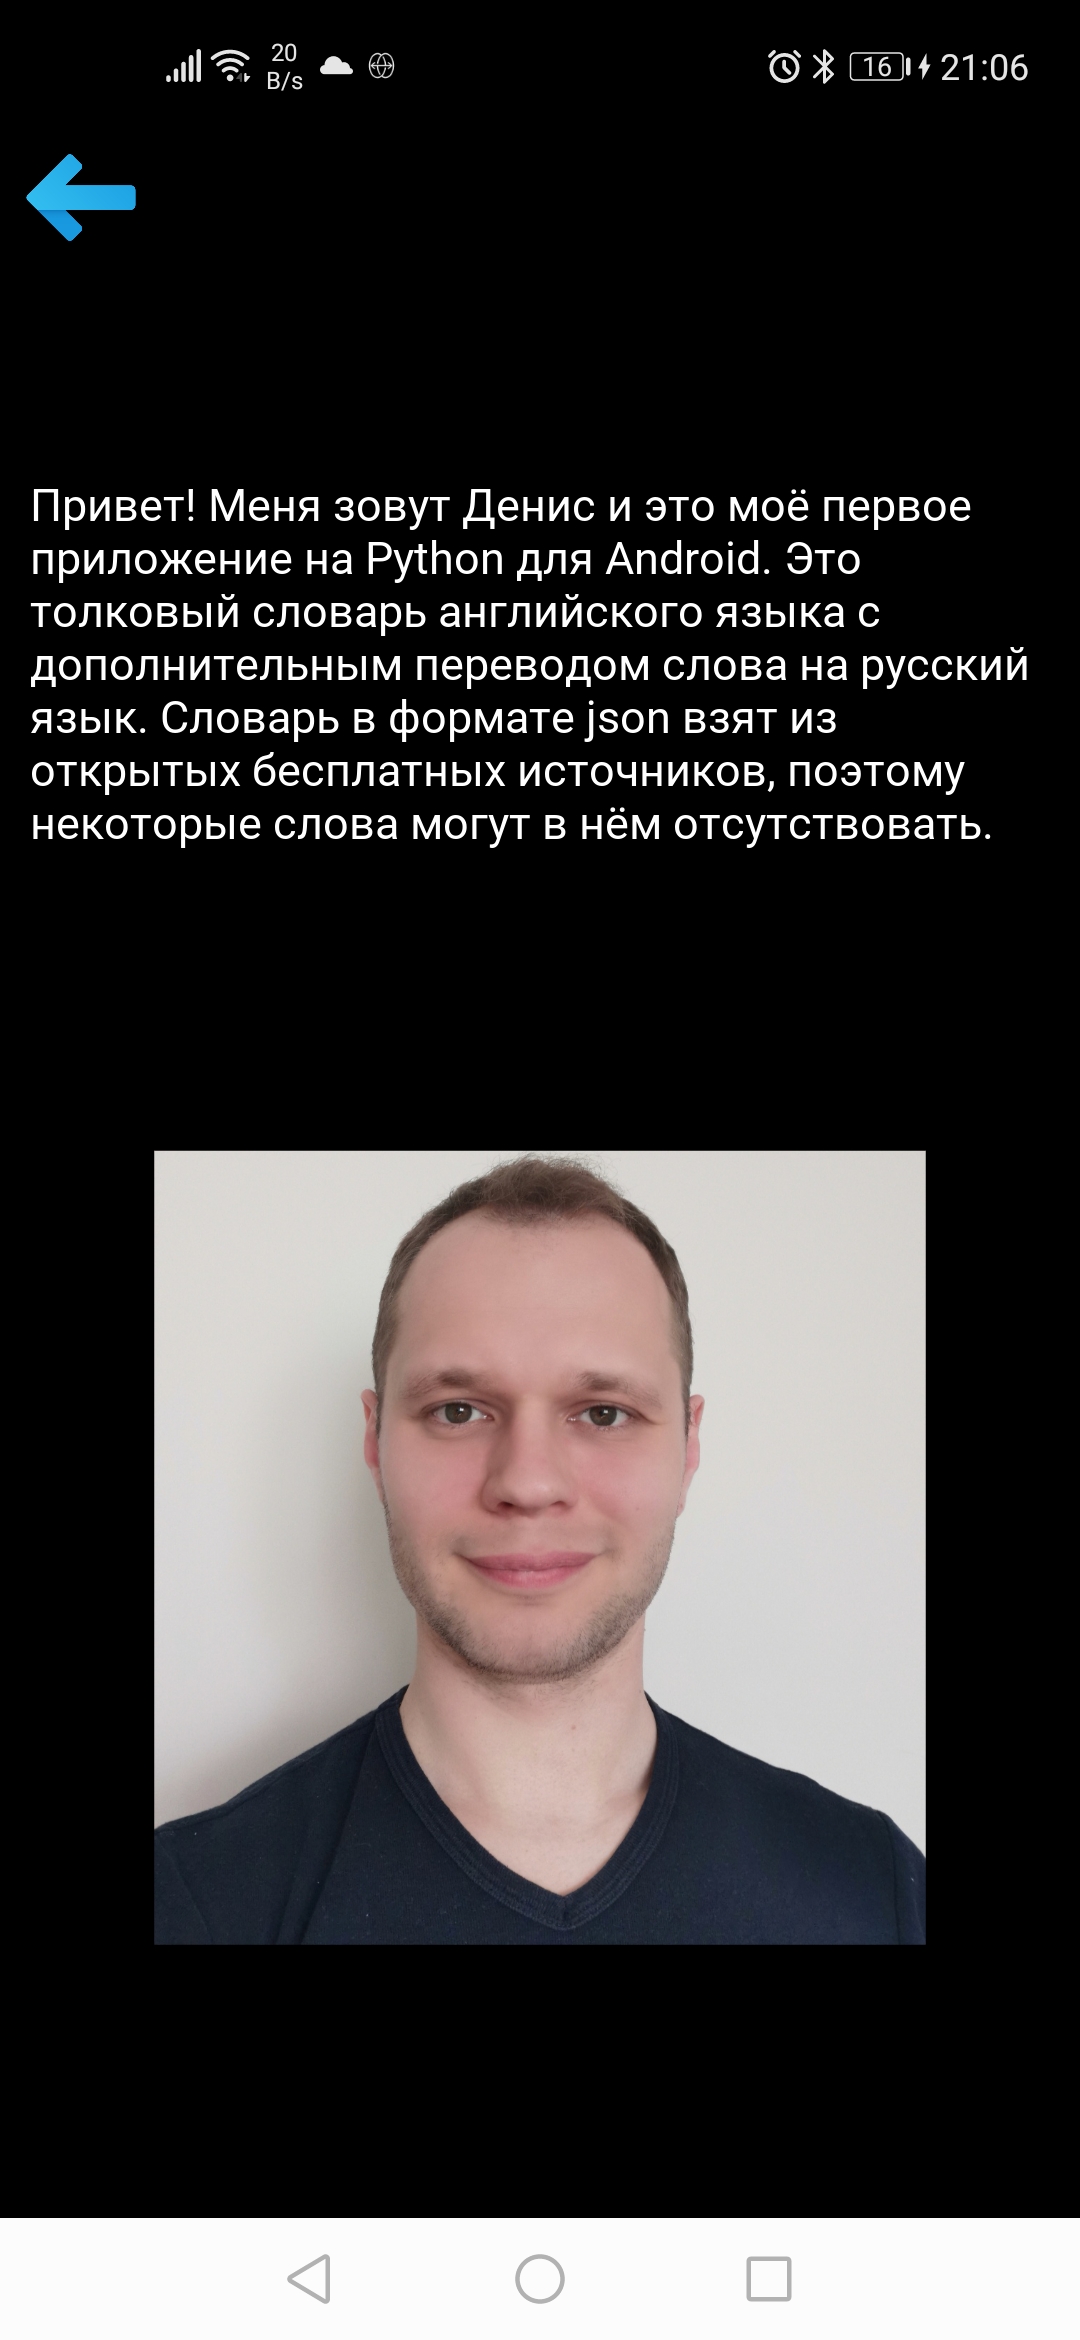 20
B/s
16
21:06
Привет! Меня зовут Денис и это моё первое
приложение на Python для Android. Это
толковый словарь английского языка с
дополнительным переводом слова на русский
язык. Словарь в формате json взят из
открытых бесплатных источников, поэтому
некоторые слова могут в нём отсутствовать.